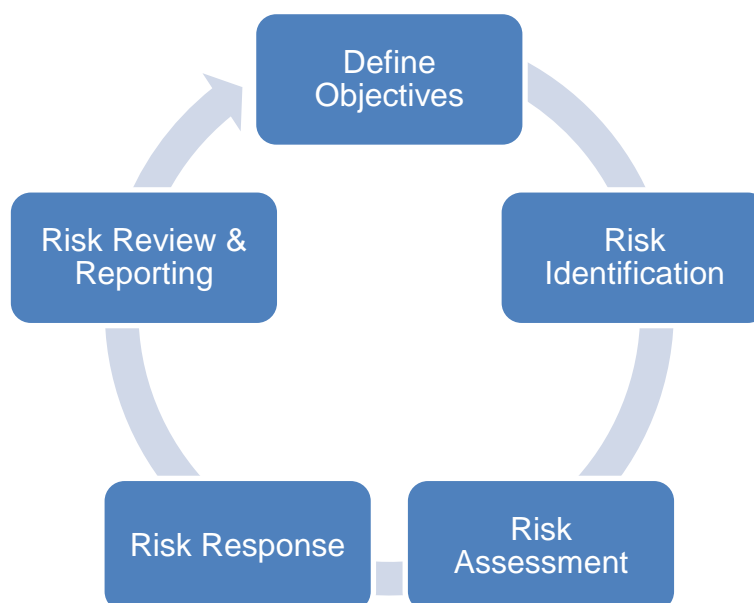 Define
Objectives
Risk
Identification
Risk
Assessment
Risk Response
Risk Review &
Reporting